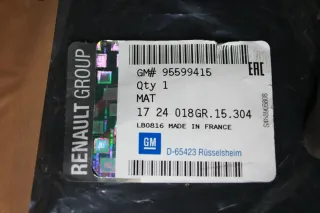 RENAULT GROUP
GM# 95599415
Qty 1
MAT
17 24 018GR.15.304
LB0816 MADE IN FRANCE
GM
D-65423 Rüsselsheim
EAC